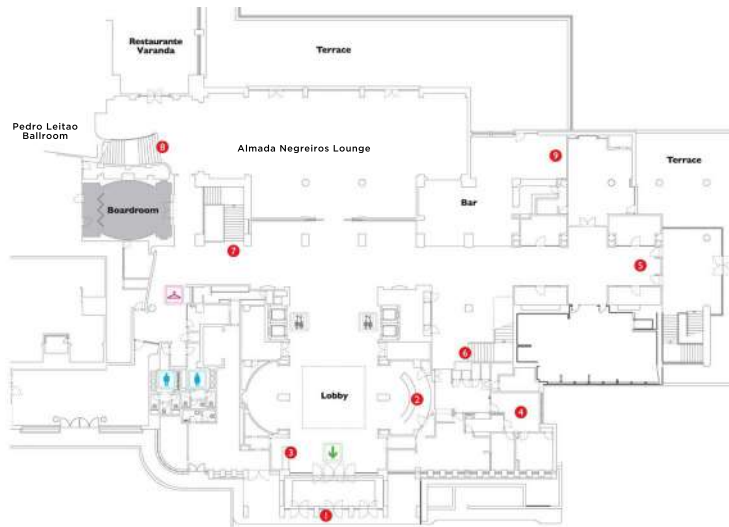 Restaurante
Varanda
Terrace
Pedro Leitao
Ballroom
8
Almada Negreiros Lounge
9
Terrace
Boardroom
Bar
7
5
6
Lobby
2
4
3
1